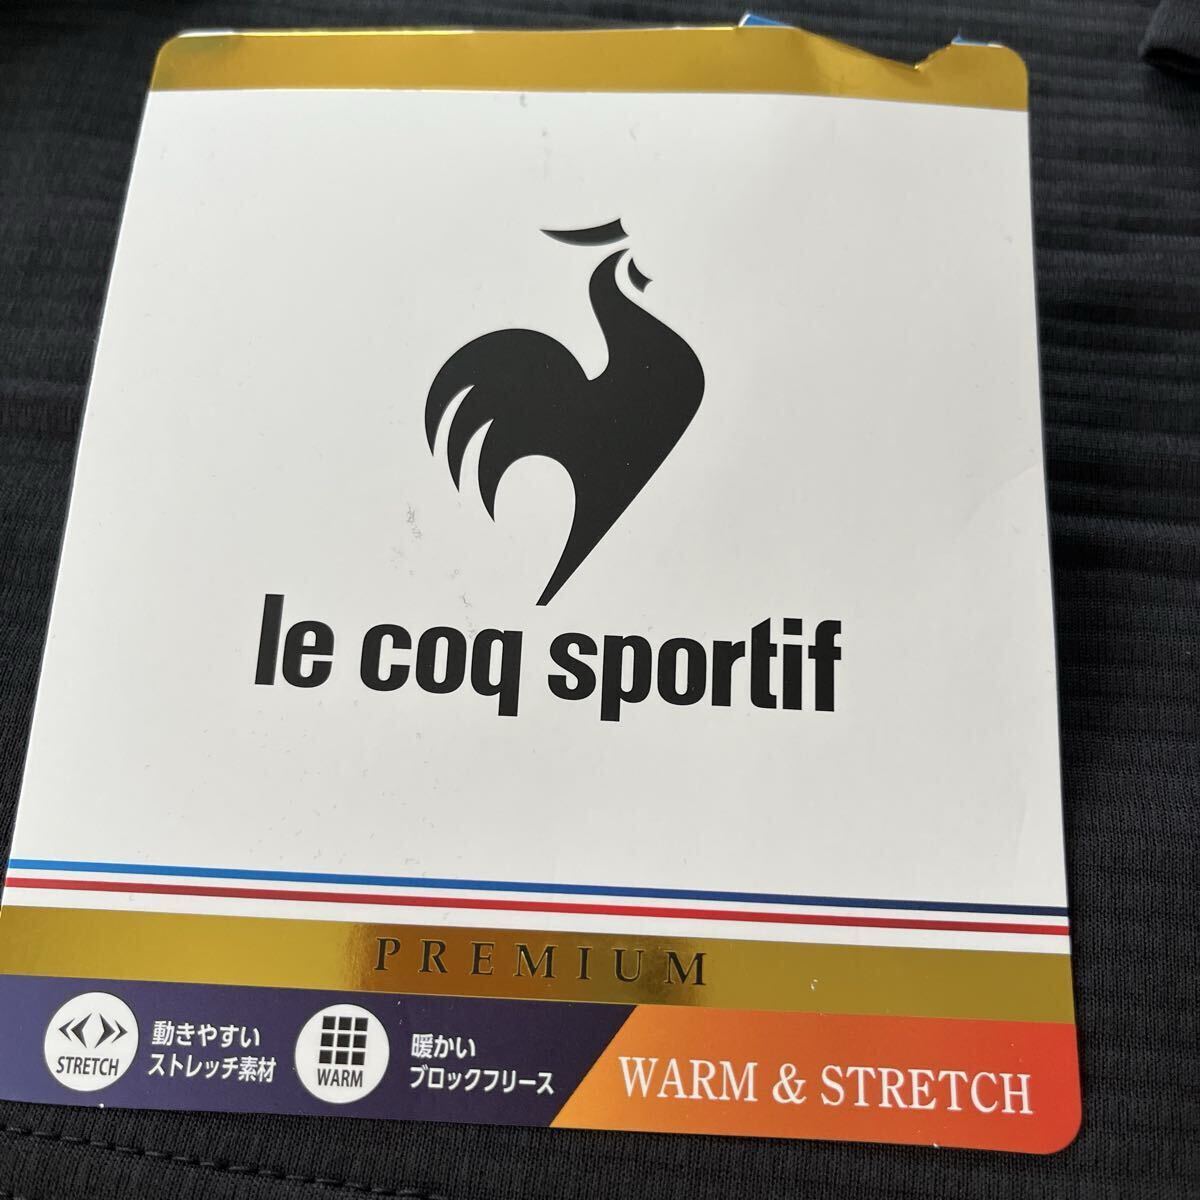 le coq sportif
PREMIUM
STRETCH
動きやすい
ストレッチ素材
WARM
暖かい
ブロックフリース
WARM & STRETCH